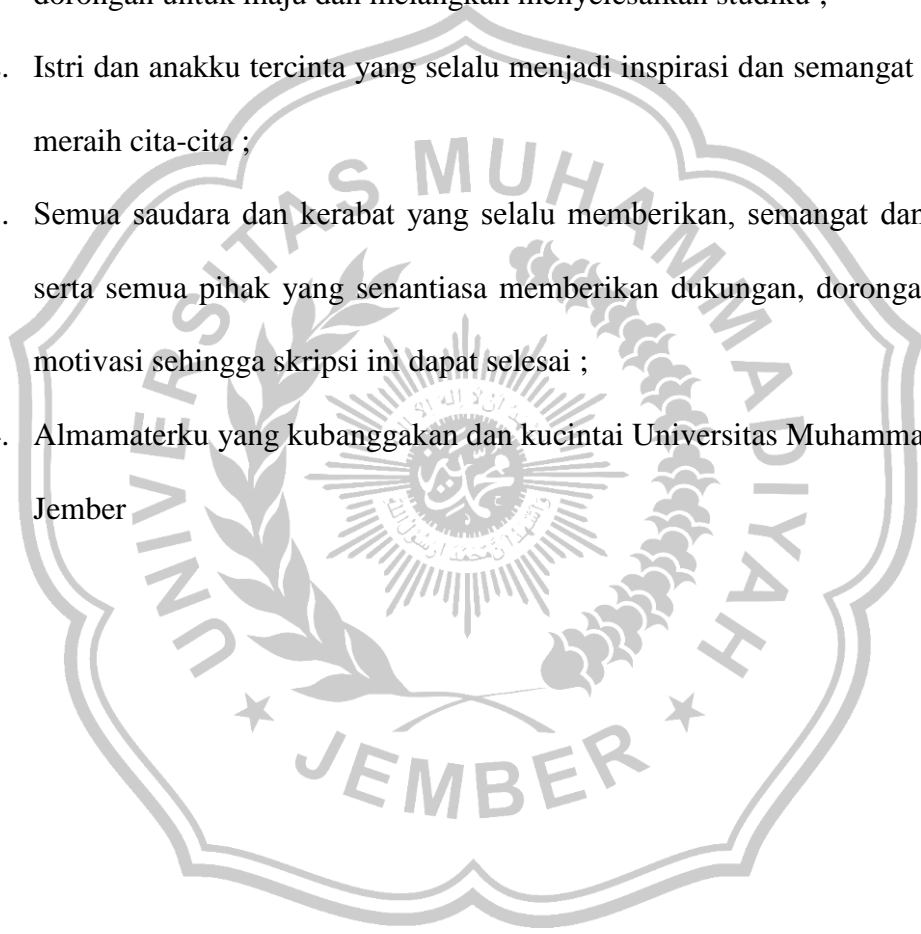 dorongan untuk maju dan melangkah menyelesaikan studiku ;
. Istri dan anakku tercinta yang selalu menjadi inspirasi dan semangat
meraih cita-cita ;
. Semua saudara dan kerabat yang selalu memberikan, semangat dan
serta semua pihak yang senantiasa memberikan dukungan, doronga
motivasi sehingga skripsi ini dapat selesai ;
. Almamaterku yang kubanggakan dan kucintai Universitas Muhamma
Jember
UNIVERSITAS MUHAMMADIYAH
JEMBER